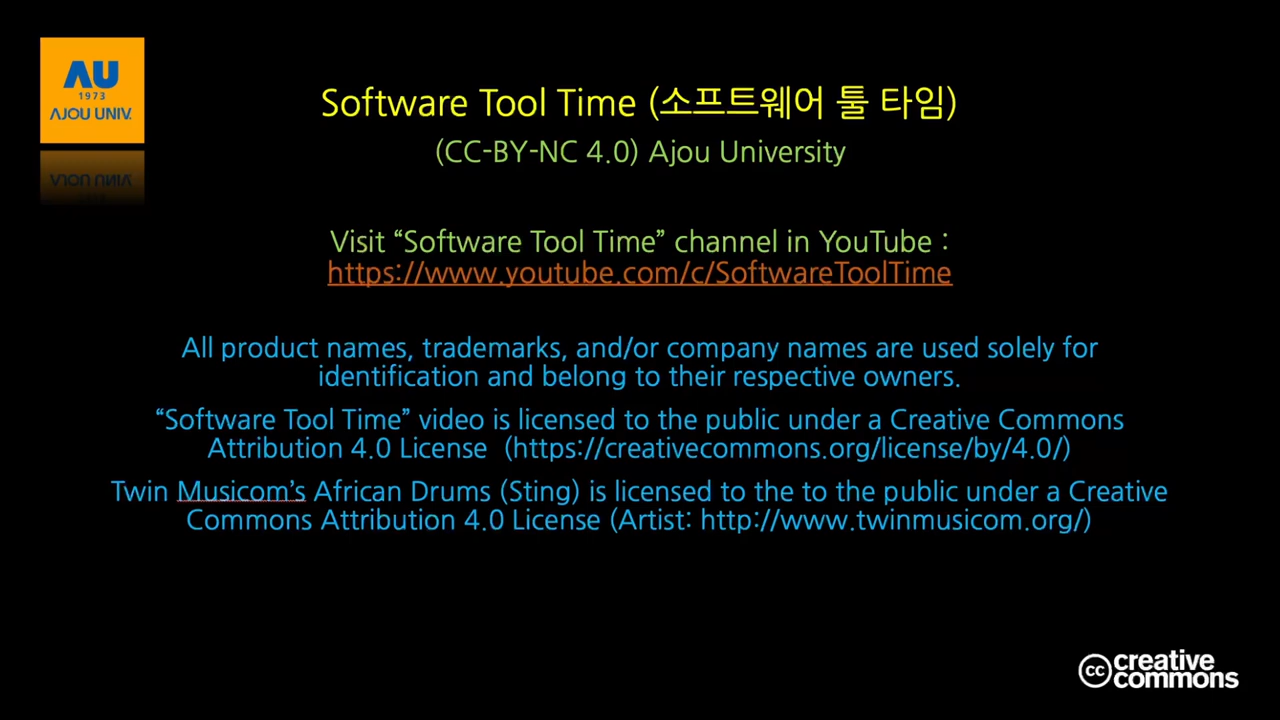 AU
1973
AJOU UNIV.
Software Tool Time (소프트웨어 툴 타임)
(CC-BY-NC 4.0) Ajou University
Visit “Software Tool Time” channel in YouTube :
https://www.youtube.com/c/SoftwareToolTime
All product names, trademarks, and/or company names are used solely for
identification and belong to their respective owners.
“Software Tool Time” video is licensed to the public under a Creative Commons
Attribution 4.0 License (https://creativecommons.org/license/by/4.0/)
Twin Musicom’s African Drums (Sting) is licensed to the to the public under a Creative
Commons Attribution 4.0 License (Artist: http://www.twinmusicom.org/)
cc creative
commons